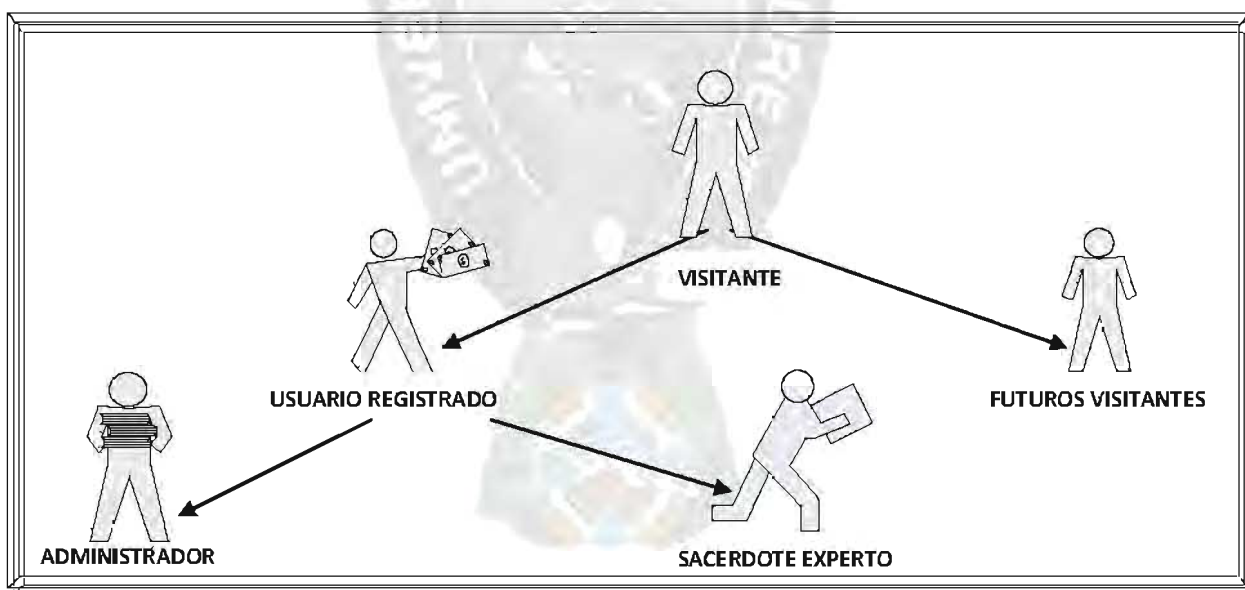 VISITANTE
USUARIO REGISTRADO
FUTUROS VISITANTES
ADMINISTRADOR
SACERDOTE EXPERTO